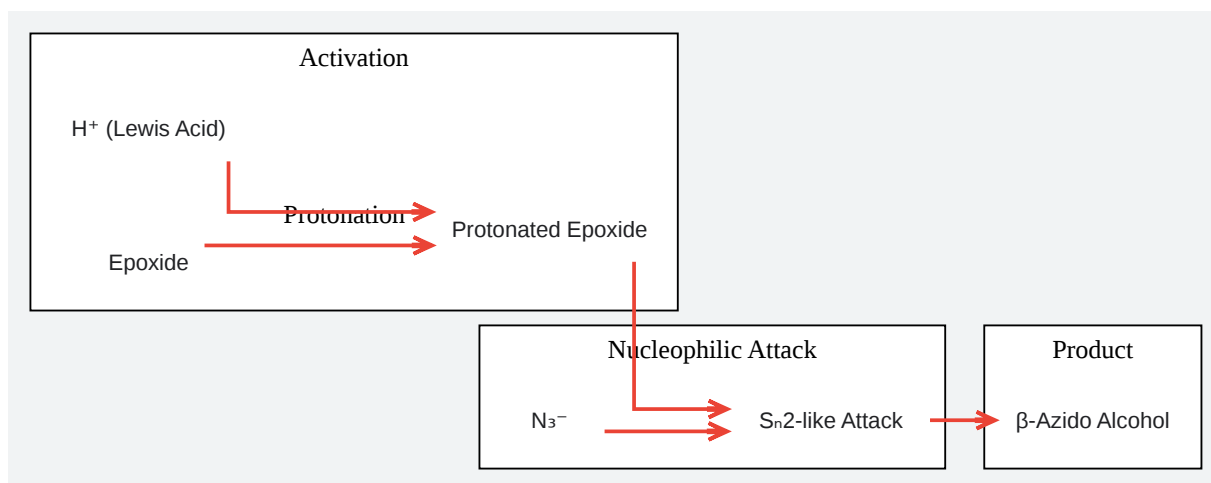 Activation
H⁺ (Lewis Acid)
Protonation
Protonated Epoxide
Epoxide
Nucleophilic Attack
N₃⁻
Sₙ2-like Attack
Product
β-Azido Alcohol